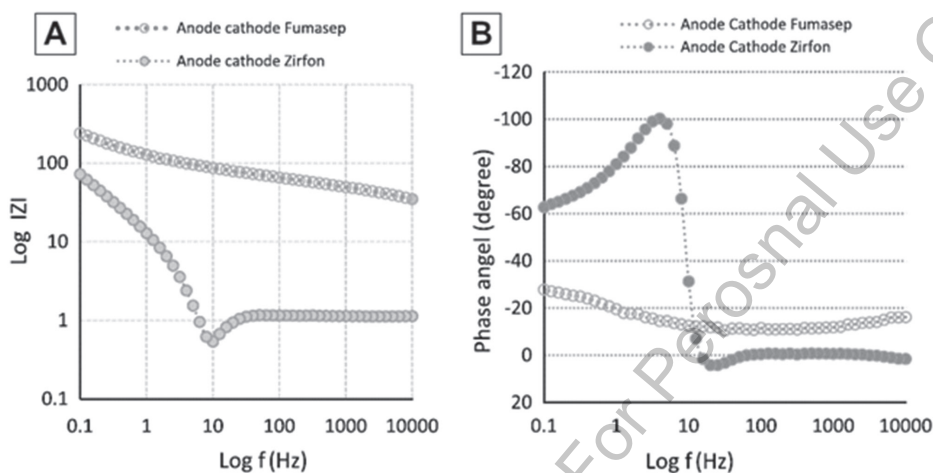 A
Anode cathode Fumasep
Anode cathode Zirfon
1000
100
10
1
0.1
Log IZI
0.1 1 10 100 1000 10000
Log f (Hz)
B
Anode Cathode Fumasep
Anode Cathode Zirfon
-120
-100
-80
-60
-40
-20
0
20
Phase angel (degree)
0.1 1 10 100 1000 10000
Log f (Hz)
For Perosnal Use